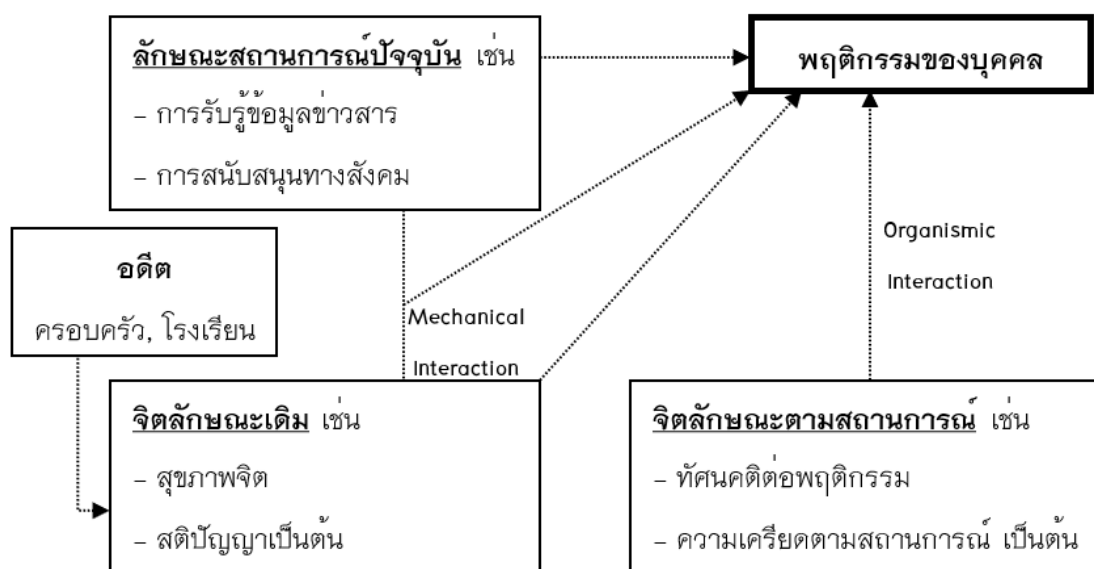 ลักษณะสถานการณ์ปัจจุบัน เช่น
– การรับรู้ข้อมูลข่าวสาร
– การสนับสนุนทางสังคม
พฤติกรรมของบุคคล
อดีต
ครอบครัว, โรงเรียน
Mechanical
Interaction
Organismic
Interaction
จิตลักษณะเดิม เช่น
– สุขภาพจิต
– สติปัญญาเป็นต้น
จิตลักษณะตามสถานการณ์ เช่น
– ทัศนคติต่อพฤติกรรม
– ความเครียดตามสถานการณ์ เป็นต้น